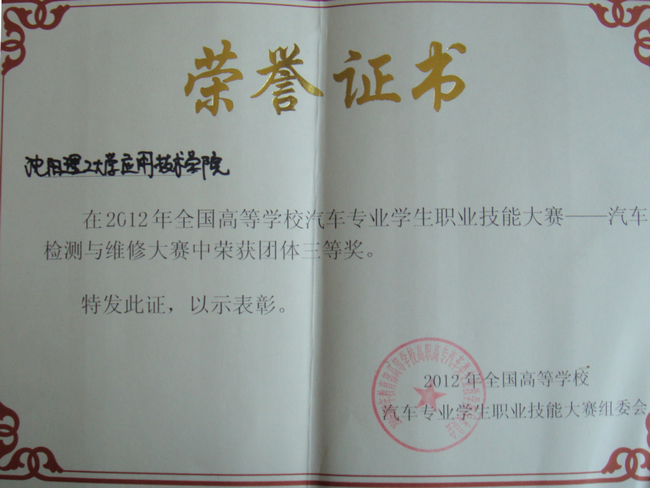 荣誉证书
沈阳理工大学应用技术学院
在2012年全国高等学校汽车专业学生职业技能大赛——汽车
检测与维修大赛中荣获团体三等奖。
特发此证，以示表彰。
2012年全国高等学校
汽车专业学生职业技能大赛组委会